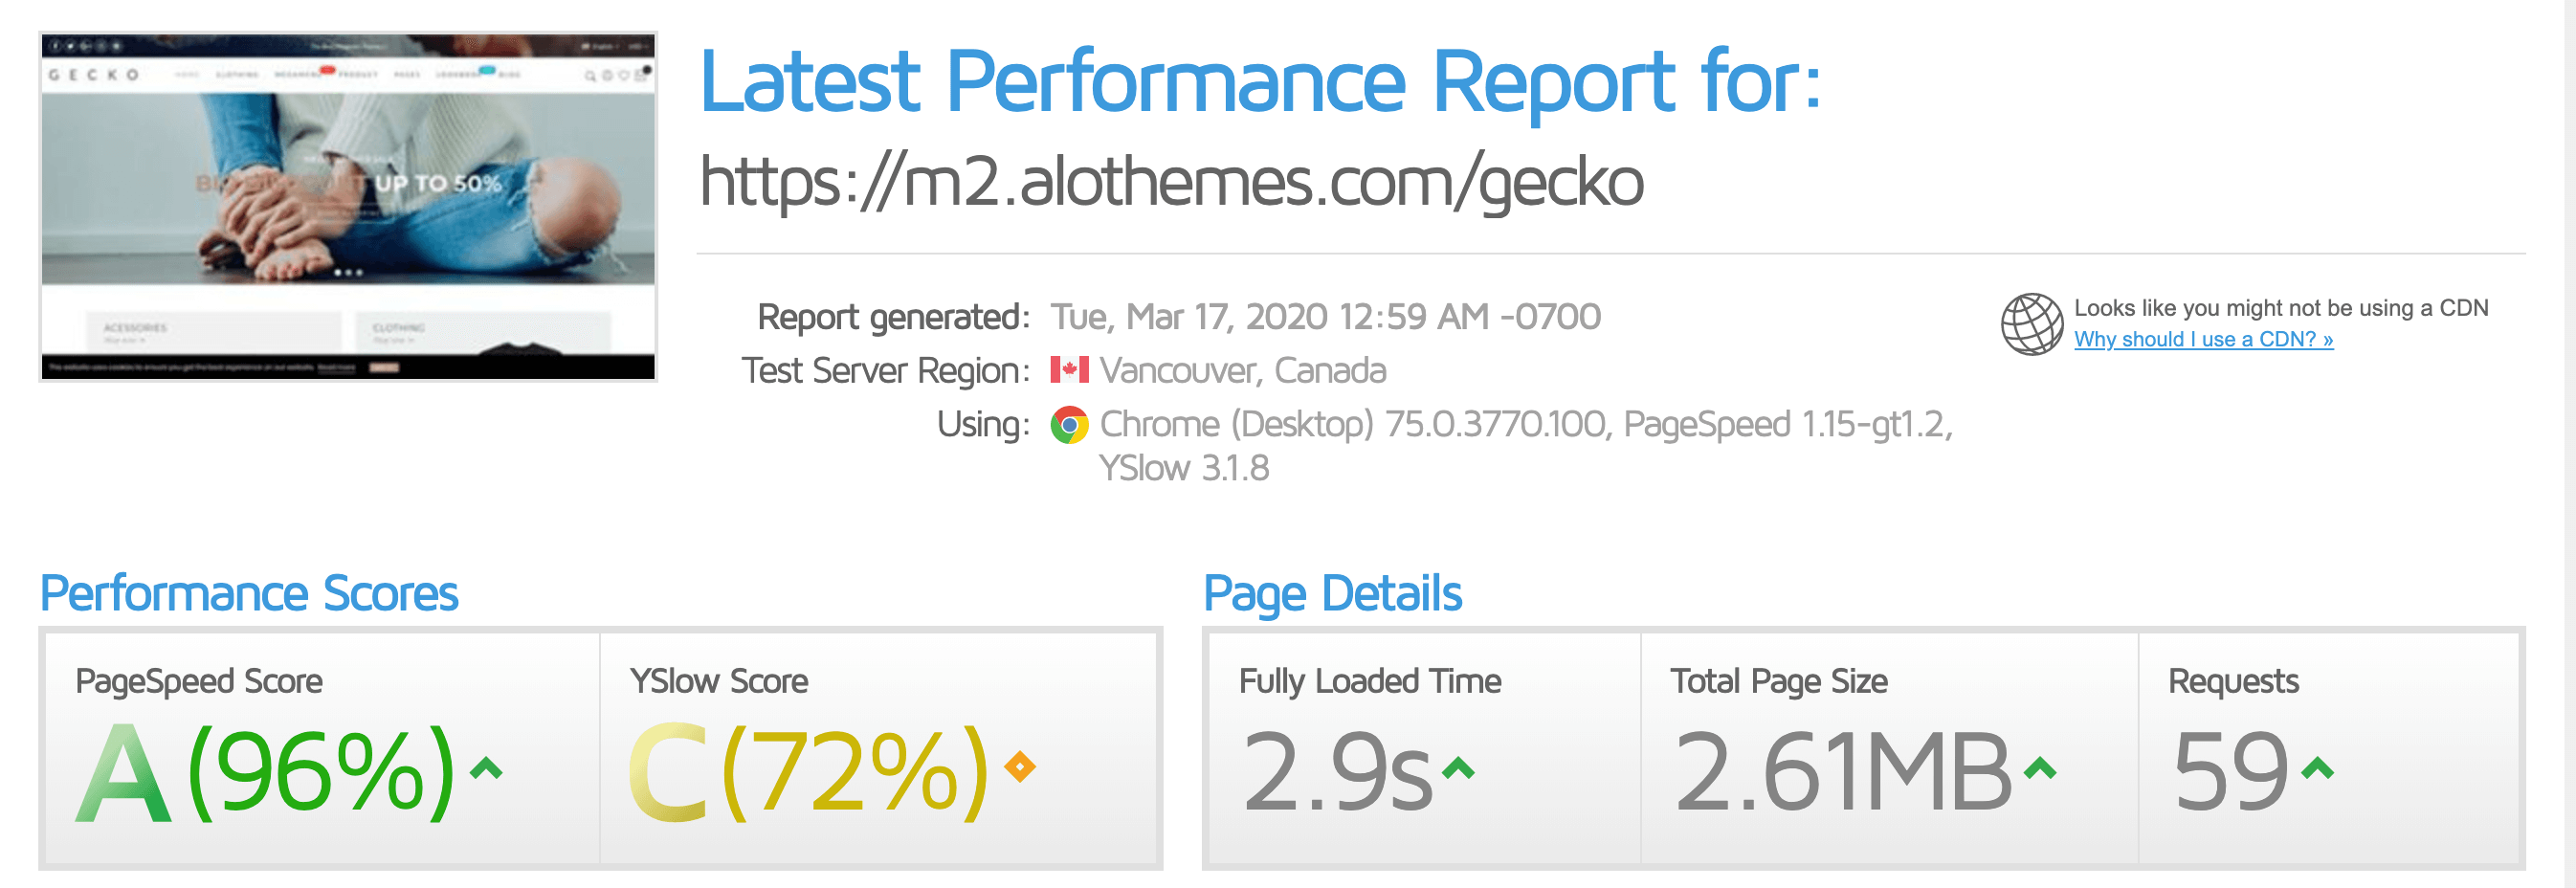 GECKO
UP TO 50%
ACESSORIES
CLOTHING
Latest Performance Report for:
https://m2.alothemes.com/gecko
Report generated: Tue, Mar 17, 2020 12:59 AM -0700
Test Server Region: Vancouver, Canada
Using: Chrome (Desktop) 75.0.3770.100, PageSpeed 1.15-gt1.2,
YSlow 3.1.8
Looks like you might not be using a CDN
Why should I use a CDN? »
Performance Scores
PageSpeed Score
A (96%)
YSlow Score
C (72%)
Page Details
Fully Loaded Time
2.9s
Total Page Size
2.61MB
Requests
59